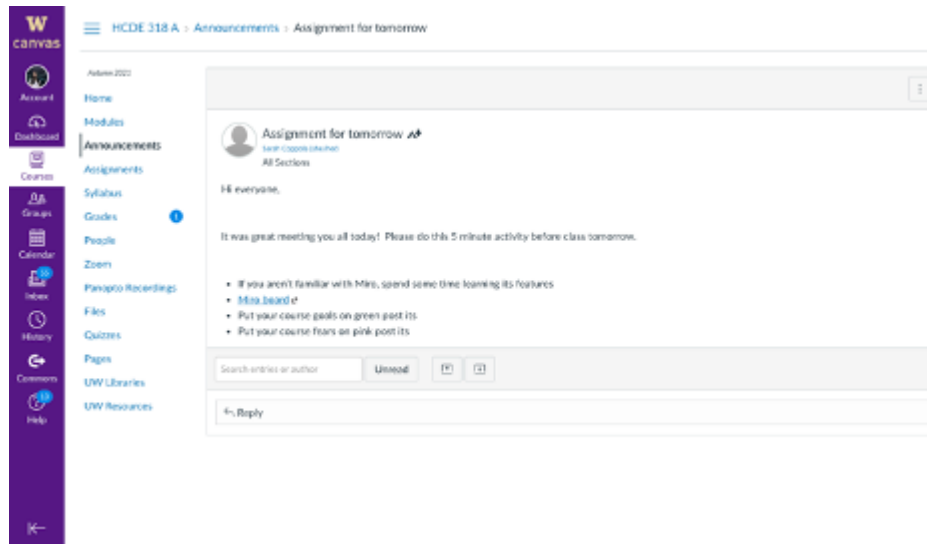 W
canvas
Account
Dashboard
Courses
Groups
Calendar
Inbox
History
Commons
Help
HCDE 318 A > Announcements > Assignment for tomorrow
Home
Modules
Announcements
Assignments
Syllabus
Grades 1
People
Zoom
Panopto Recordings
Files
Quizzes
Pages
UW Libraries
UW Resources
Assignment for tomorrow
All Sections
Hi everyone,
It was great meeting you all today! Please do this 5 minute activity before class tomorrow.
• If you aren't familiar with Miro, spend some time learning its features
• Miro board
• Put your course goals on green post its
• Put your course fears on pink post its
Search entries or author
Unread
Reply